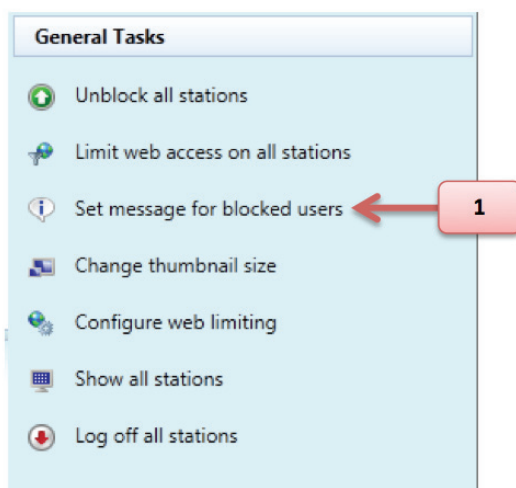 General Tasks
Unblock all stations
Limit web access on all stations
Set message for blocked users
1
Change thumbnail size
Configure web limiting
Show all stations
Log off all stations